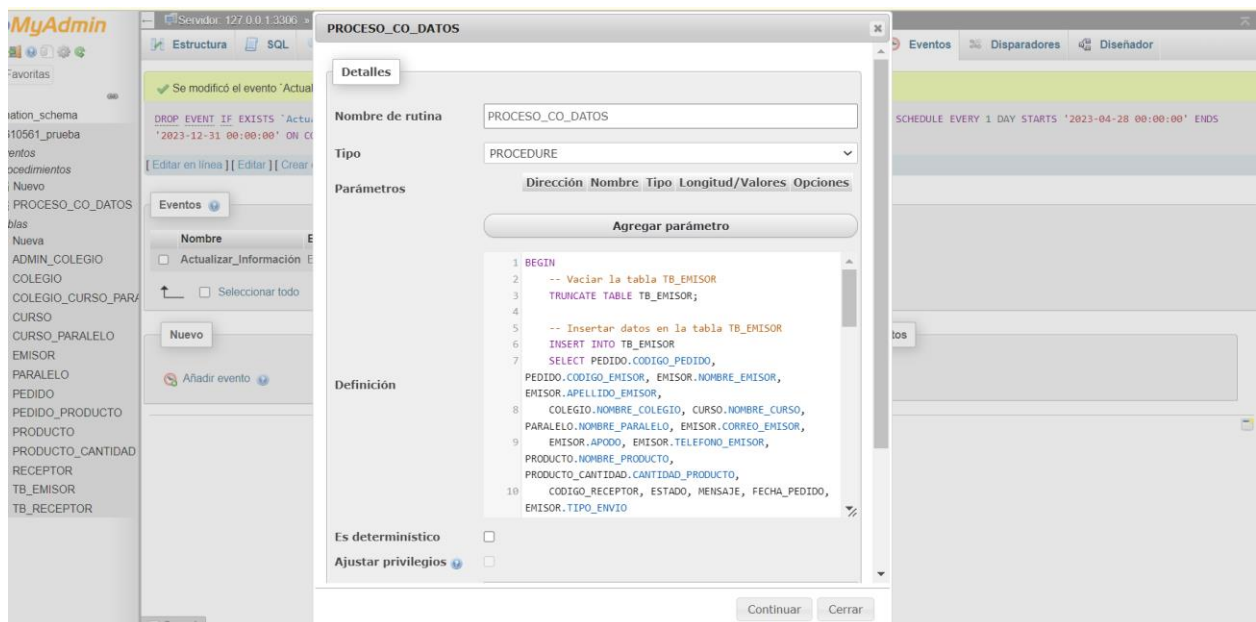 MyAdmin
Servidor: 127.0.0.1:3306 »
Estructura
SQL
Eventos
Disparadores
Diseñador
Favoritas
Se modificó el evento `Actual
DROP EVENT IF EXISTS `Actu
SCHEDULE EVERY 1 DAY STARTS '2023-04-28 00:00:00' ENDS
'2023-12-31 00:00:00' ON CO
[ Editar en línea ] [ Editar ] [ Crear
mation_schema
10561_prueba
entos
ocedimientos
Nuevo
PROCESO_CO_DATOS
blas
Nueva
ADMIN_COLEGIO
COLEGIO
COLEGIO_CURSO_PARA
CURSO
CURSO_PARALELO
EMISOR
PARALELO
PEDIDO
PEDIDO_PRODUCTO
PRODUCTO
PRODUCTO_CANTIDAD
RECEPTOR
TB_EMISOR
TB_RECEPTOR
Eventos
Nombre E
Actualizar_Información E
Seleccionar todo
Nuevo
tos
Añadir evento
PROCESO_CO_DATOS
Detalles
Nombre de rutina PROCESO_CO_DATOS
Tipo PROCEDURE
Parámetros Dirección Nombre Tipo Longitud/Valores Opciones
Agregar parámetro
Definición
1 BEGIN
2 -- Vaciar la tabla TB_EMISOR
3 TRUNCATE TABLE TB_EMISOR;
4
5 -- Insertar datos en la tabla TB_EMISOR
6 INSERT INTO TB_EMISOR
7 SELECT PEDIDO.CODIGO_PEDIDO,
PEDIDO.CODIGO_EMISOR, EMISOR.NOMBRE_EMISOR,
EMISOR.APELLIDO_EMISOR,
8 COLEGIO.NOMBRE_COLEGIO, CURSO.NOMBRE_CURSO,
PARALELO.NOMBRE_PARALELO, EMISOR.CORREO_EMISOR,
9 EMISOR.APODO, EMISOR.TELEFONO_EMISOR,
PRODUCTO.NOMBRE_PRODUCTO,
PRODUCTO_CANTIDAD.CANTIDAD_PRODUCTO,
10 CODIGO_RECEPTOR, ESTADO, MENSAJE, FECHA_PEDIDO,
EMISOR.TIPO_ENVIO
Es determinístico
Ajustar privilegios
Continuar Cerrar